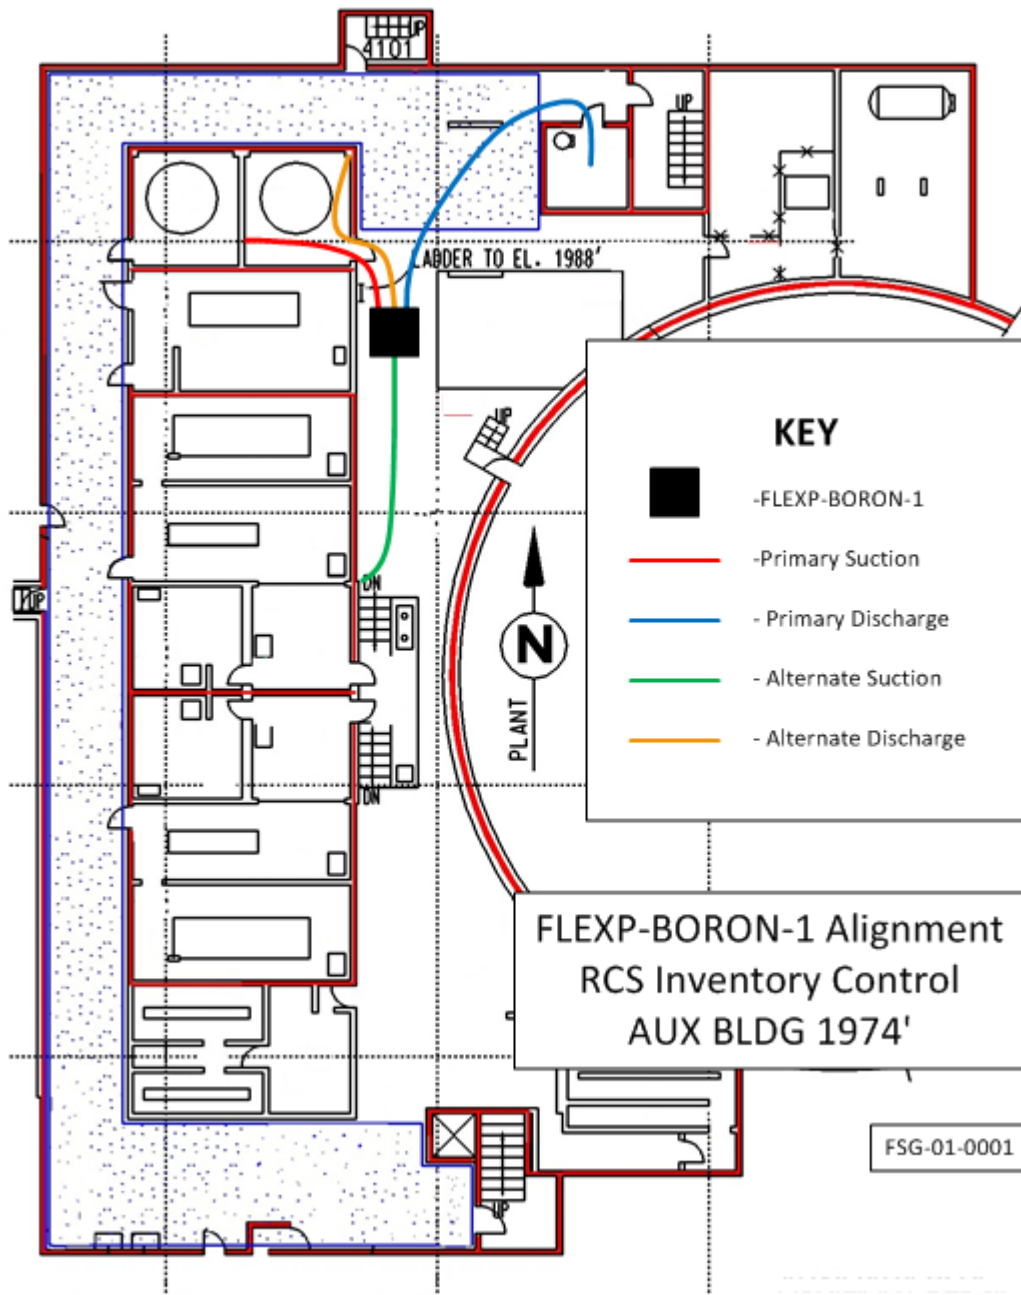 UP
4101
UP
LADDER TO EL. 1988'
UP
KEY
-FLEXP-BORON-1
-Primary Suction
- Primary Discharge
- Alternate Suction
- Alternate Discharge
DN
UP
N
PLANT
DN
FLEXP-BORON-1 Alignment
RCS Inventory Control
AUX BLDG 1974'
FSG-01-0001
UP